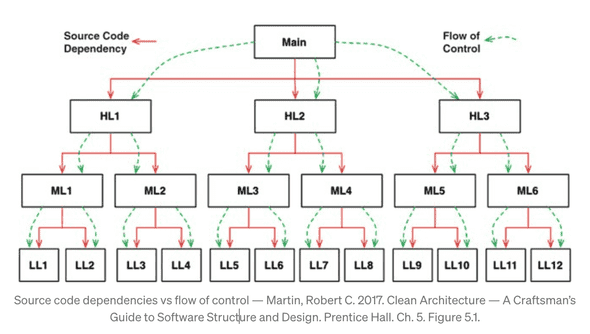 Source Code
Dependency
Main
Flow of
Control
HL1
HL2
HL3
ML1
ML2
ML3
ML4
ML5
ML6
LL1
LL2
LL3
LL4
LL5
LL6
LL7
LL8
LL9
LL10
LL11
LL12
Source code dependencies vs flow of control — Martin, Robert C. 2017. Clean Architecture — A Craftsman's
Guide to Software Structure and Design. Prentice Hall. Ch. 5. Figure 5.1.